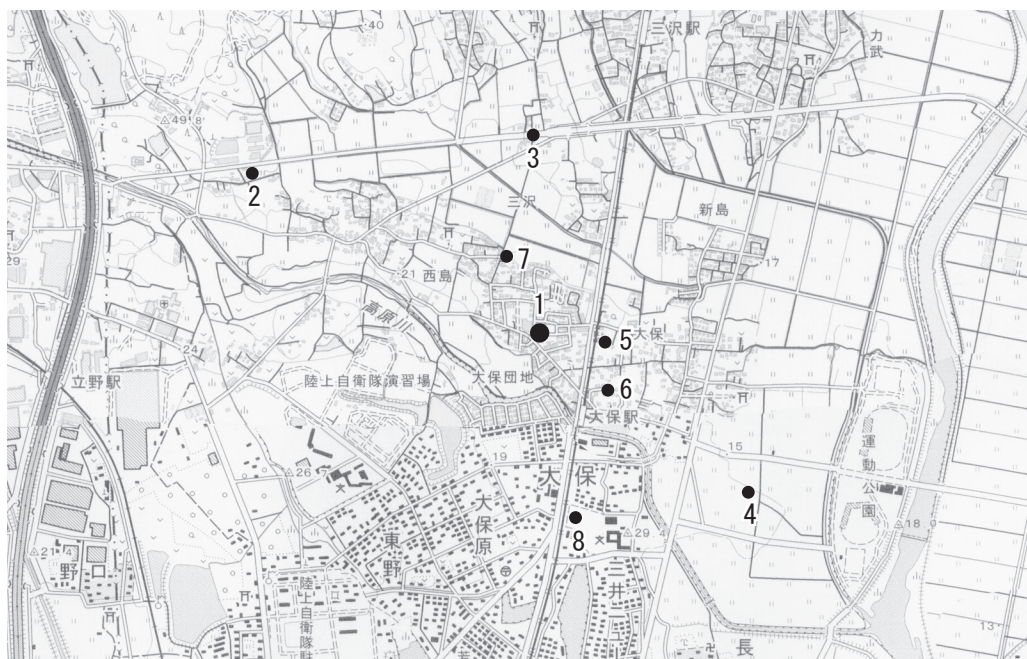 三沢駅
力武
・40
△49.8
3
2
三沢
新島
29
7
・21
西島
・17
1
高原川
5
大保
24
立野駅
陸上自衛隊演習場
大保団地
6
大保駅
・15
19
運動公園
△26.7
大保
大保原
4
東野
8
△18.0
△29.4
△21.4
野
三井
陸上自衛隊駐
長
13